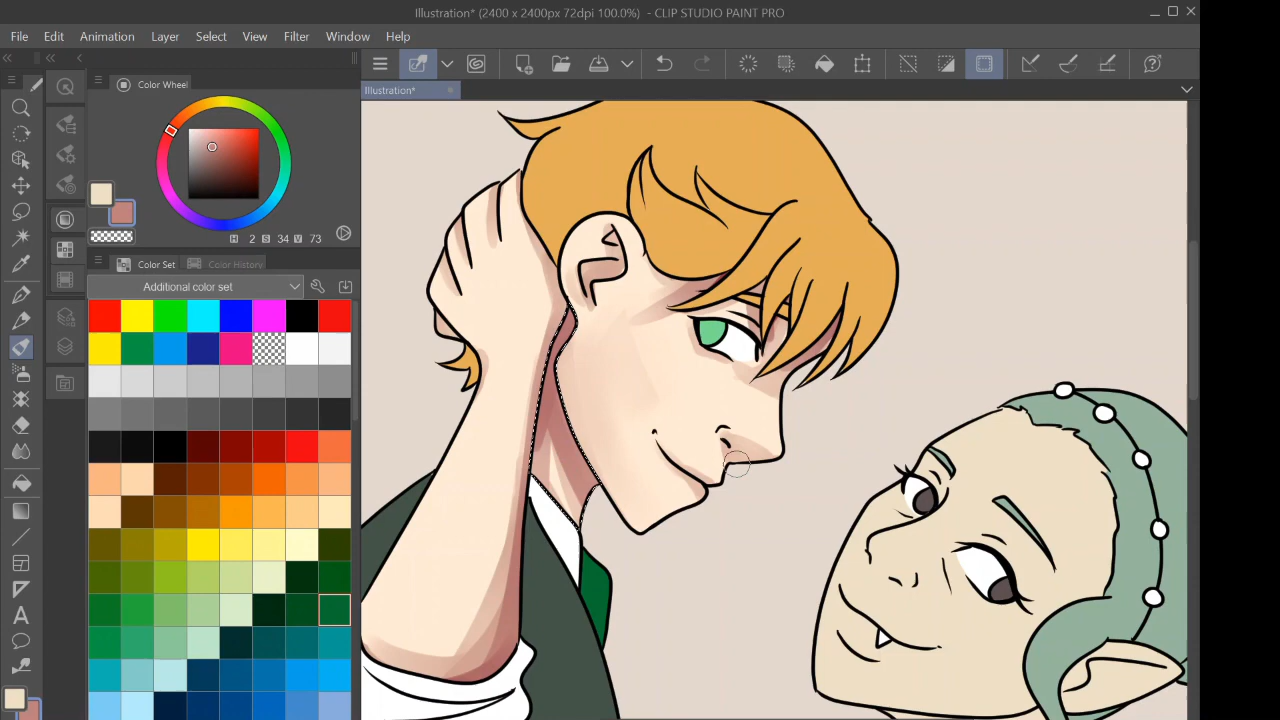 Illustration* (2400 x 2400px 72dpi 100.0%) - CLIP STUDIO PAINT PRO
File Edit Animation Layer Select View Filter Window Help
Illustration*
Color Wheel
H 2 S 34 V 73
Color Set Color History
Additional color set
A